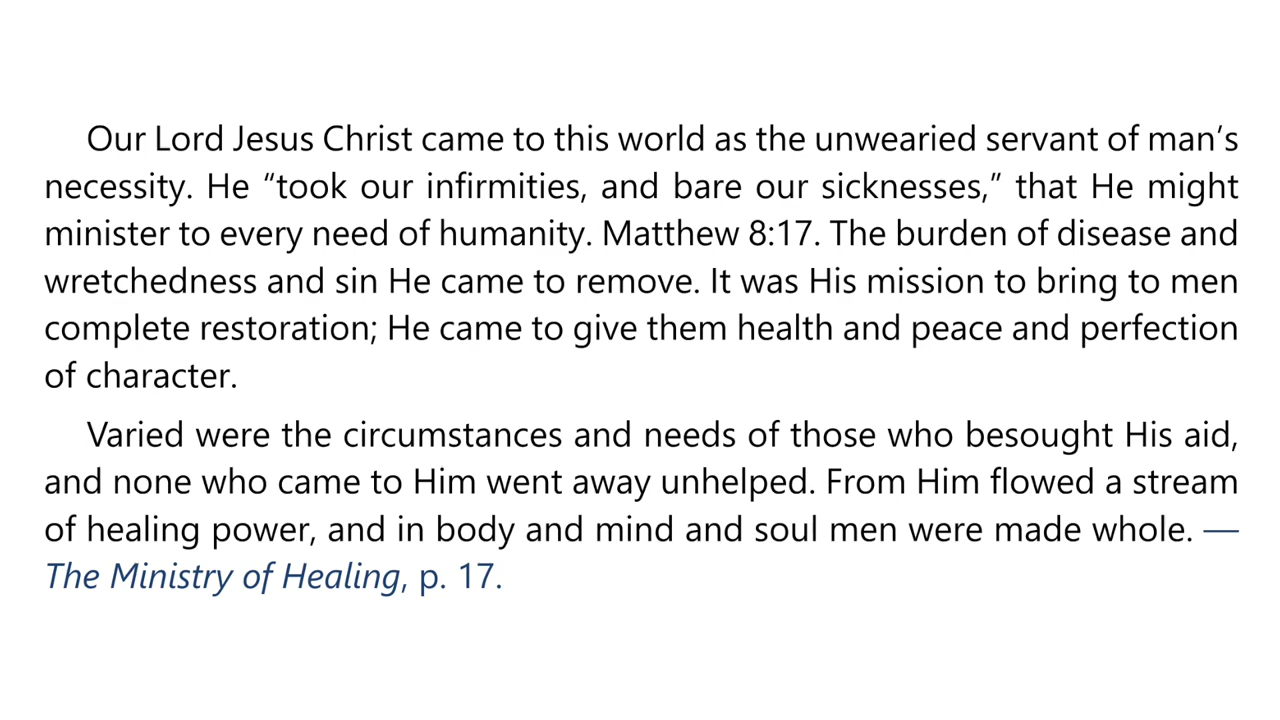 Our Lord Jesus Christ came to this world as the unwearied servant of man’s
necessity. He “took our infirmities, and bare our sicknesses,” that He might
minister to every need of humanity. Matthew 8:17. The burden of disease and
wretchedness and sin He came to remove. It was His mission to bring to men
complete restoration; He came to give them health and peace and perfection
of character.
Varied were the circumstances and needs of those who besought His aid,
and none who came to Him went away unhelped. From Him flowed a stream
of healing power, and in body and mind and soul men were made whole. —
The Ministry of Healing, p. 17.